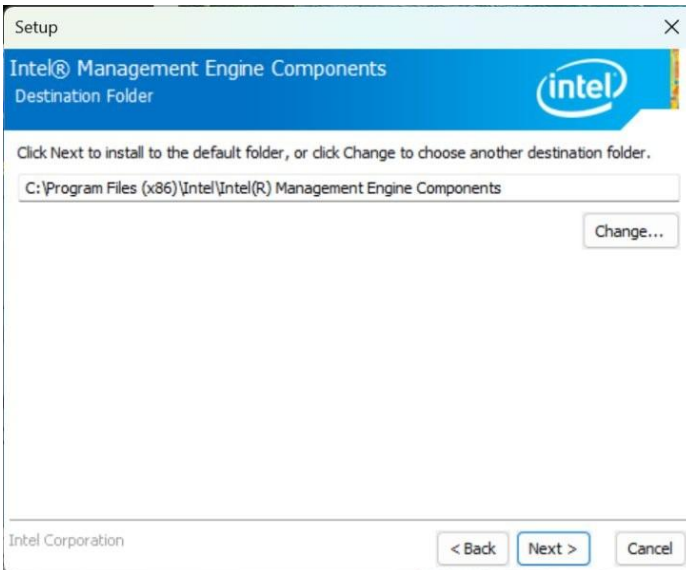 Setup
Intel® Management Engine Components
Destination Folder
intel
Click Next to install to the default folder, or click Change to choose another destination folder.
C:\Program Files (x86)\Intel\Intel(R) Management Engine Components
Change...
Intel Corporation
< Back Next > Cancel